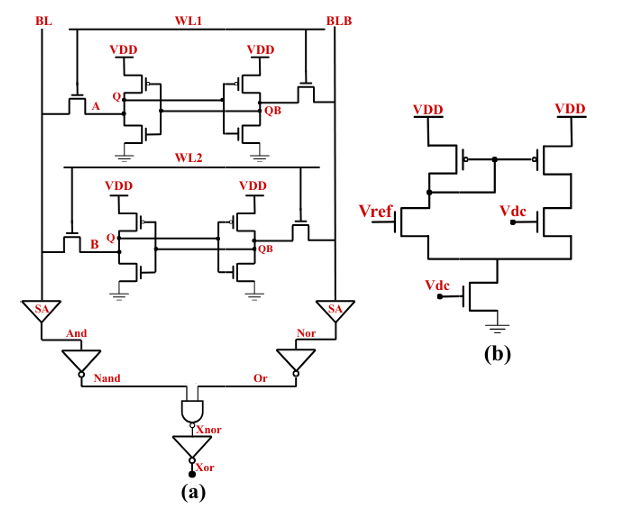 BL WL1 BLB
VDD VDD
Q A QB
WL2
VDD VDD
Q B QB
SA SA
And Nor
Nand Or
Xnor
Xor
(a)
VDD VDD
Vref Vdc
Vdc
(b)